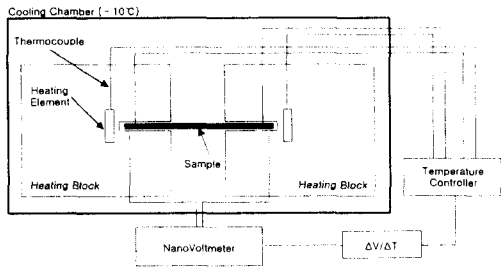 Cooling Chamber ( - 10°C)
Thermocouple
Heating
Element
Sample
Heating Block
Heating Block
Temperature
Controller
NanoVoltmeter
ΔV/ΔT